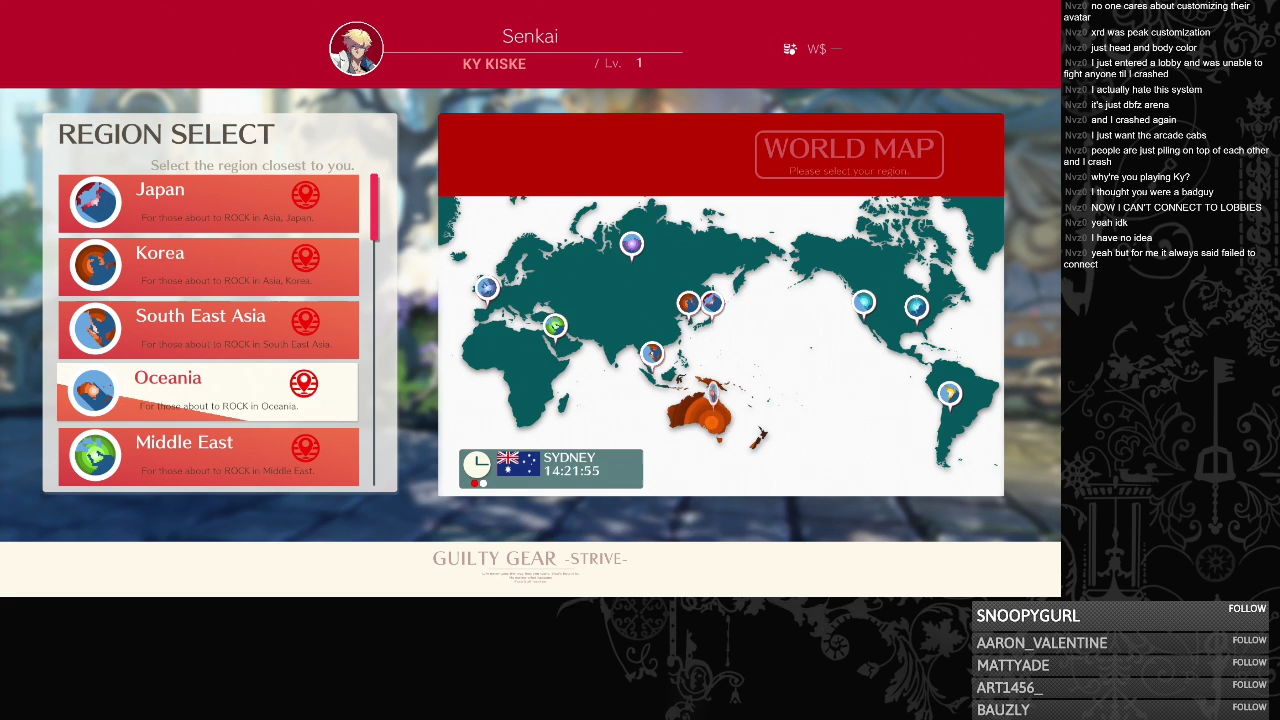 Senkai
KY KISKE / Lv. 1
W$ —
REGION SELECT
Select the region closest to you.
Japan
For those about to ROCK in Asia, Japan.
Korea
For those about to ROCK in Asia, Korea.
South East Asia
For those about to ROCK in South East Asia.
Oceania
For those about to ROCK in Oceania.
Middle East
For those about to ROCK in Middle East.
WORLD MAP
Please select your region.
SYDNEY
14:21:55
GUILTY GEAR -STRIVE-
Nvz0 no one cares about customizing their
avatar
Nvz0 xrd was peak customization
Nvz0 just head and body color
Nvz0 I just entered a lobby and was unable to
fight anyone til I crashed
Nvz0 I actually hate this system
Nvz0 it's just dbfz arena
Nvz0 and I crashed again
Nvz0 I just want the arcade cabs
Nvz0 people are just piling on top of each other
and I crash
Nvz0 why're you playing Ky?
Nvz0 I thought you were a badguy
Nvz0 NOW I CAN'T CONNECT TO LOBBIES
Nvz0 yeah idk
Nvz0 I have no idea
Nvz0 yeah but for me it always said failed to
connect
SNOOPYGURL FOLLOW
AARON_VALENTINE FOLLOW
MATTYADE FOLLOW
ART1456_ FOLLOW
BAUZLY FOLLOW